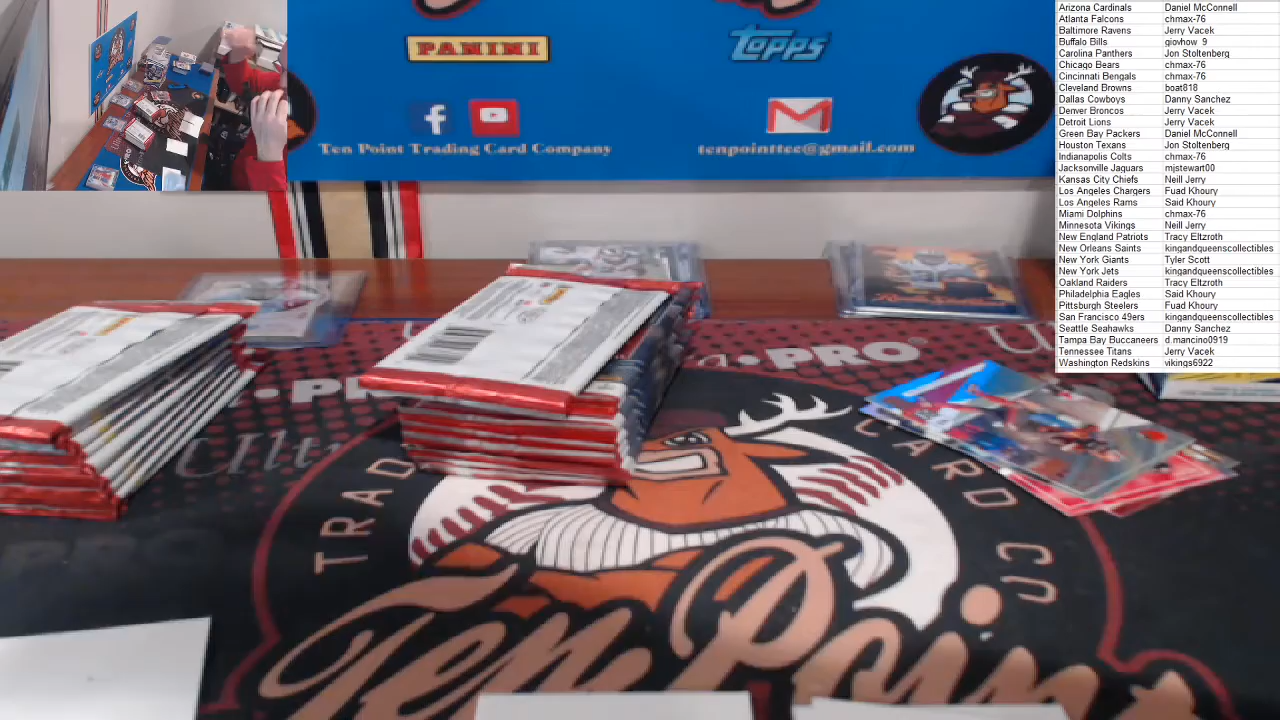 PANINI
Topps
Ten Point Trading Card Company
tenpointtcc@gmail.com
Arizona Cardinals Daniel McConnell
Atlanta Falcons chmax-76
Baltimore Ravens Jerry Vacek
Buffalo Bills giovhow_9
Carolina Panthers Jon Stoltenberg
Chicago Bears chmax-76
Cincinnati Bengals chmax-76
Cleveland Browns boat818
Dallas Cowboys Danny Sanchez
Denver Broncos Jerry Vacek
Detroit Lions Jerry Vacek
Green Bay Packers Daniel McConnell
Houston Texans Jon Stoltenberg
Indianapolis Colts chmax-76
Jacksonville Jaguars mjstewart00
Kansas City Chiefs Neill Jerry
Los Angeles Chargers Fuad Khoury
Los Angeles Rams Said Khoury
Miami Dolphins chmax-76
Minnesota Vikings Neill Jerry
New England Patriots Tracy Eltzroth
New Orleans Saints kingandqueenscollectibles
New York Giants Tyler Scott
New York Jets kingandqueenscollectibles
Oakland Raiders Tracy Eltzroth
Philadelphia Eagles Said Khoury
Pittsburgh Steelers Fuad Khoury
San Francisco 49ers kingandqueenscollectibles
Seattle Seahawks Danny Sanchez
Tampa Bay Buccaneers d.mancino0919
Tennessee Titans Jerry Vacek
Washington Redskins vikings6922
PRO
TRAD CARD CO
Ten Poin